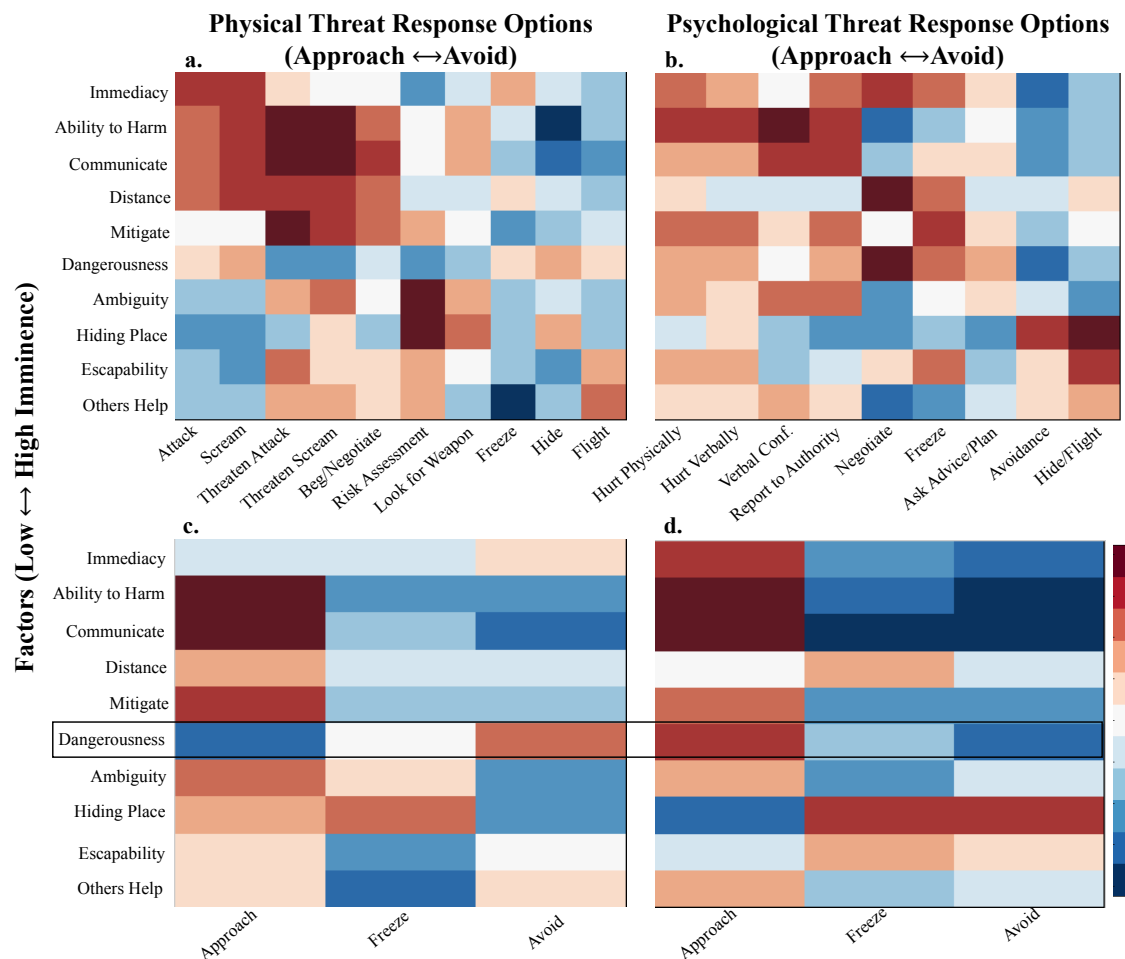 Physical Threat Response Options
(Approach ⟷Avoid)
Psychological Threat Response Options
(Approach ⟷Avoid)
a.
b.
Immediacy
Ability to Harm
Communicate
Distance
Mitigate
Dangerousness
Ambiguity
Hiding Place
Escapability
Others Help
Attack
Scream
Threaten Attack
Threaten Scream
Beg/Negotiate
Risk Assessment
Look for Weapon
Freeze
Hide
Flight
Hurt Physically
Hurt Verbally
Verbal Conf.
Report to Authority
Negotiate
Freeze
Ask Advice/Plan
Avoidance
Hide/Flight
Factors (Low ⟷ High Imminence)
c.
d.
Immediacy
Ability to Harm
Communicate
Distance
Mitigate
Dangerousness
Ambiguity
Hiding Place
Escapability
Others Help
Approach
Freeze
Avoid
Approach
Freeze
Avoid